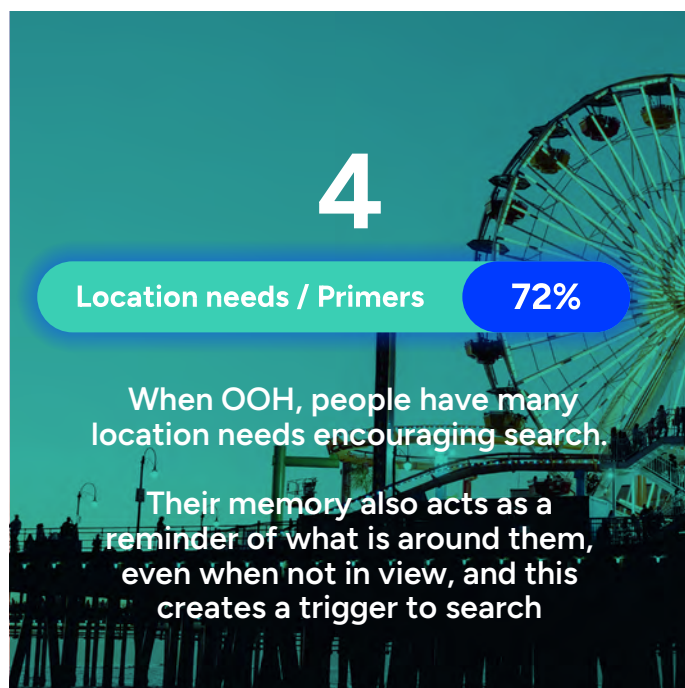 4
Location needs / Primers
72%
When OOH, people have many
location needs encouraging search.
Their memory also acts as a
reminder of what is around them,
even when not in view, and this
creates a trigger to search